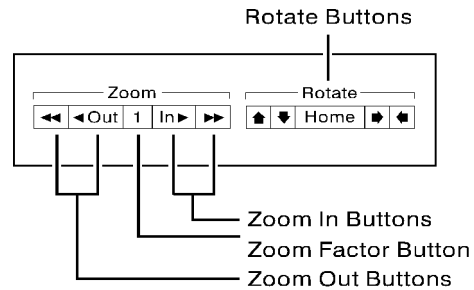 Rotate Buttons
Zoom Rotate
Out 1 In Home
Zoom In Buttons
Zoom Factor Button
Zoom Out Buttons